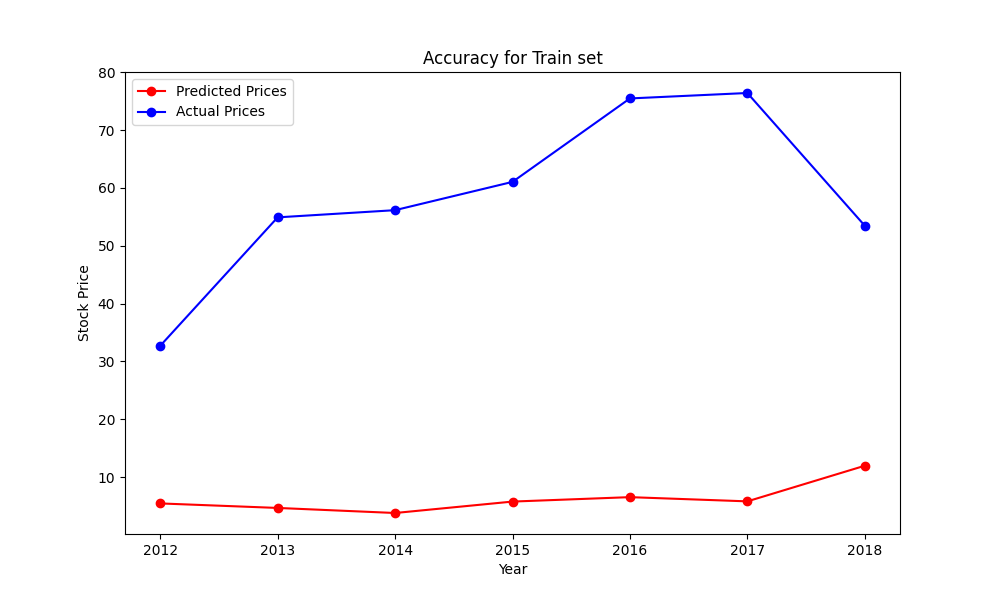 Accuracy for Train set
Predicted Prices
Actual Prices
80
70
60
50
40
30
20
10
Stock Price
2012 2013 2014 2015 2016 2017 2018
Year